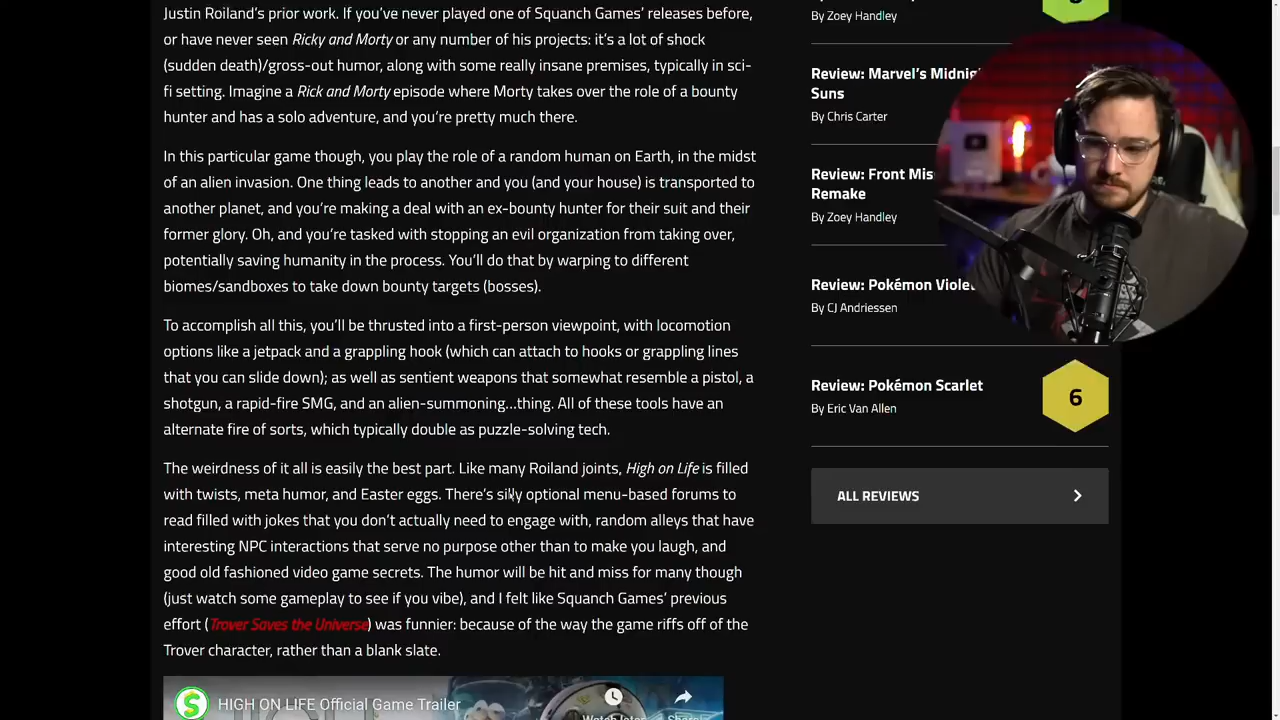 Justin Roiland's prior work. If you've never played one of Squanch Games' releases before,
or have never seen Ricky and Morty or any number of his projects: it's a lot of shock
(sudden death)/gross-out humor, along with some really insane premises, typically in sci-
fi setting. Imagine a Rick and Morty episode where Morty takes over the role of a bounty
hunter and has a solo adventure, and you're pretty much there.
In this particular game though, you play the role of a random human on Earth, in the midst
of an alien invasion. One thing leads to another and you (and your house) is transported to
another planet, and you're making a deal with an ex-bounty hunter for their suit and their
former glory. Oh, and you're tasked with stopping an evil organization from taking over,
potentially saving humanity in the process. You'll do that by warping to different
biomes/sandboxes to take down bounty targets (bosses).
To accomplish all this, you'll be thrusted into a first-person viewpoint, with locomotion
options like a jetpack and a grappling hook (which can attach to hooks or grappling lines
that you can slide down); as well as sentient weapons that somewhat resemble a pistol, a
shotgun, a rapid-fire SMG, and an alien-summoning...thing. All of these tools have an
alternate fire of sorts, which typically double as puzzle-solving tech.
The weirdness of it all is easily the best part. Like many Roiland joints, High on Life is filled
with twists, meta humor, and Easter eggs. There's silly optional menu-based forums to
read filled with jokes that you don't actually need to engage with, random alleys that have
interesting NPC interactions that serve no purpose other than to make you laugh, and
good old fashioned video game secrets. The humor will be hit and miss for many though
(just watch some gameplay to see if you vibe), and I felt like Squanch Games' previous
effort (Trover Saves the Universe) was funnier: because of the way the game riffs off of the
Trover character, rather than a blank slate.
HIGH ON LIFE Official Game Trailer
By Zoey Handley
Review: Marvel's
Suns
By Chris Carter
Review: Front
Remake
By Zoey Handley
Review: Pokémon
By CJ Andriessen
Review: Pokémon Scarlet
By Eric Van Allen
6
ALL REVIEWS